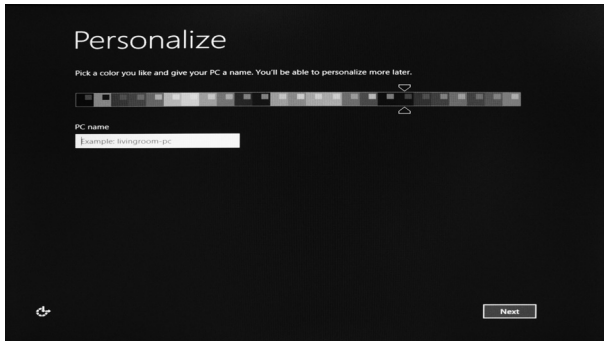 Personalize
Pick a color you like and give your PC a name. You'll be able to personalize more later.
PC name
Example: livingroom-pc
Next